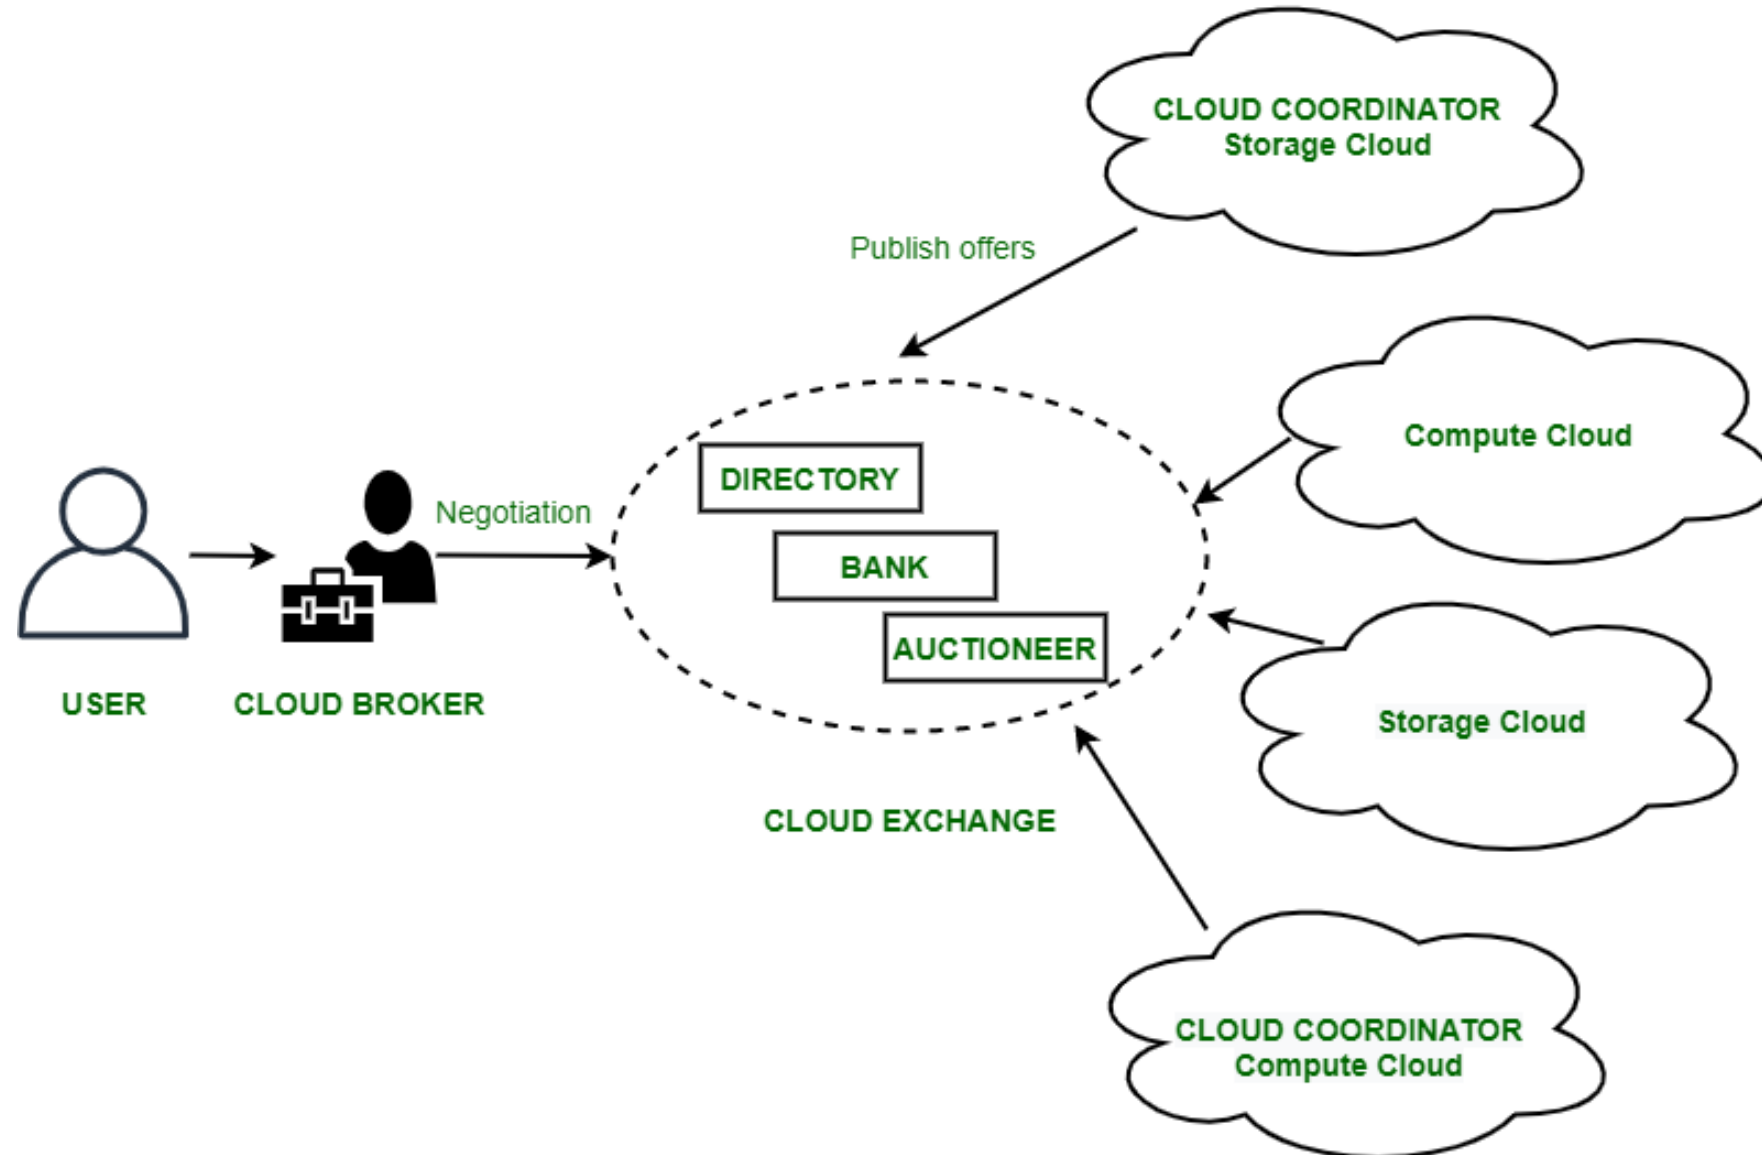 CLOUD COORDINATOR
Storage Cloud
Publish offers
Compute Cloud
DIRECTORY
Negotiation
BANK
AUCTIONEER
USER
CLOUD BROKER
Storage Cloud
CLOUD EXCHANGE
CLOUD COORDINATOR
Compute Cloud